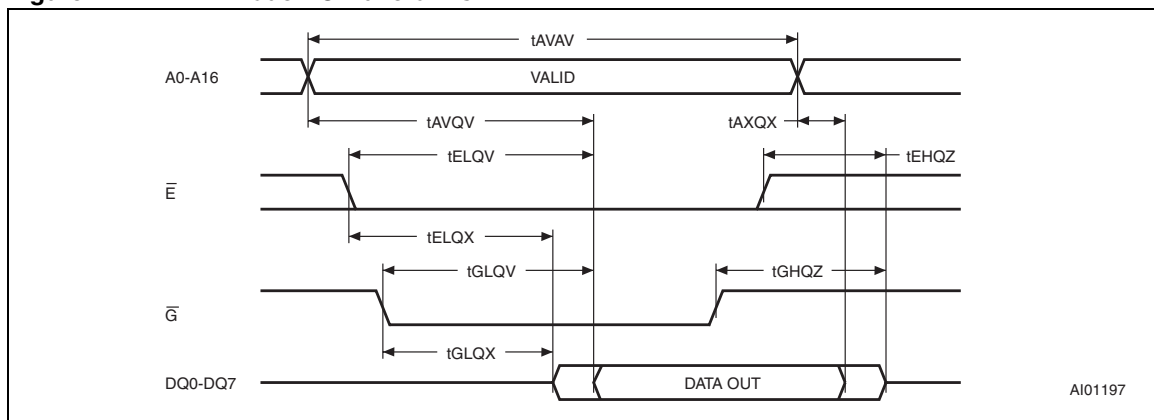 tAVAV
A0-A16
VALID
tAVQV
tAXQX
tELQV
tEHQZ
E̅
tELQX
tGLQV
tGHQZ
G̅
tGLQX
DQ0-DQ7
DATA OUT
AI01197